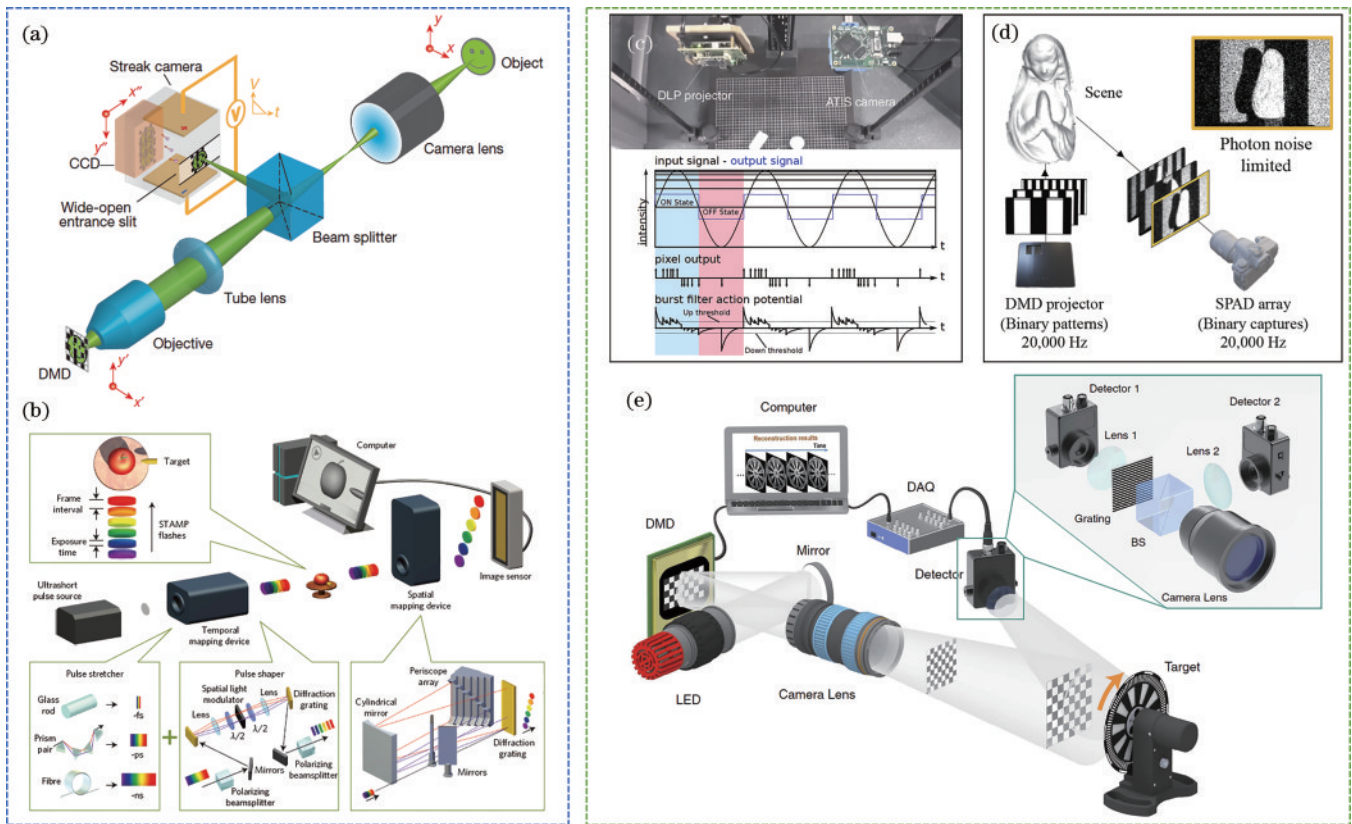 (a)
Streak camera
x"
y"
CCD
V
t
y
x
Object
Camera lens
Wide-open
entrance slit
Beam splitter
Tube lens
Objective
DMD
y'
x'
(b)
Target
Frame
interval
STAMP
flashes
Exposure
time
Computer
Image sensor
Spatial
mapping device
Ultrashort
pulse source
Temporal
mapping device
Pulse stretcher
Glass
rod
-fs
Prism
pair
-ps
Fibre
-ns
+
Pulse shaper
Spatial light
modulator
Lens
Diffraction
grating
Lens
λ/2
λ/2
Mirrors
Polarizing
beamsplitter
Polarizing
beamsplitter
Periscope
array
Cylindrical
mirror
Diffraction
grating
Mirrors
(c)
DLP projector
ATIS camera
input signal - output signal
intensity
ON State
OFF State
t
pixel output
t
burst filter action potential
Up threshold
t
Down threshold
(d)
Scene
Photon noise
limited
DMD projector
(Binary patterns)
20,000 Hz
SPAD array
(Binary captures)
20,000 Hz
(e)
Computer
Reconstruction results
Time
DMD
DAQ
Mirror
Detector
LED
Camera Lens
Target
Detector 1
Lens 1
Detector 2
Lens 2
Grating
BS
Camera Lens